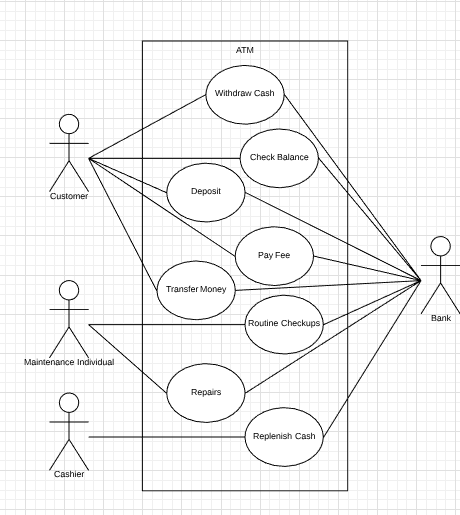 ATM
Withdraw Cash
Check Balance
Customer
Deposit
Pay Fee
Transfer Money
Bank
Routine Checkups
Maintenance Individual
Repairs
Replenish Cash
Cashier